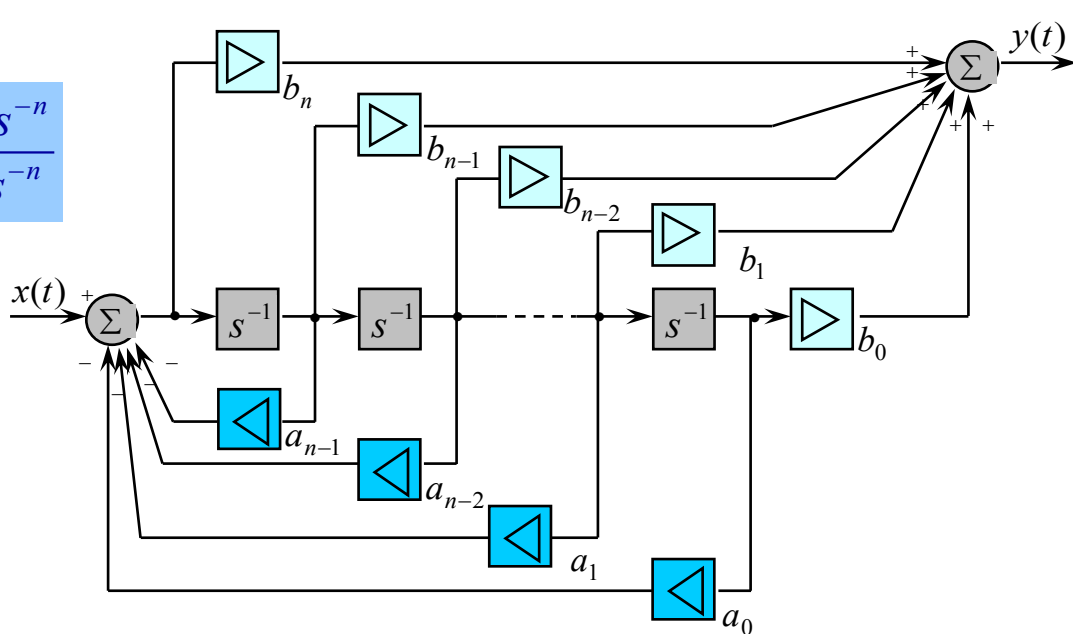 y(t)
+
Σ
b_n
+
s^{-n}
b_{n-1}
+
+ +
s^{-n}
b_{n-2}
b_1
x(t)
+
Σ
s^{-1}
s^{-1}
s^{-1}
b_0
− − − −
a_{n-1}
a_{n-2}
a_1
a_0